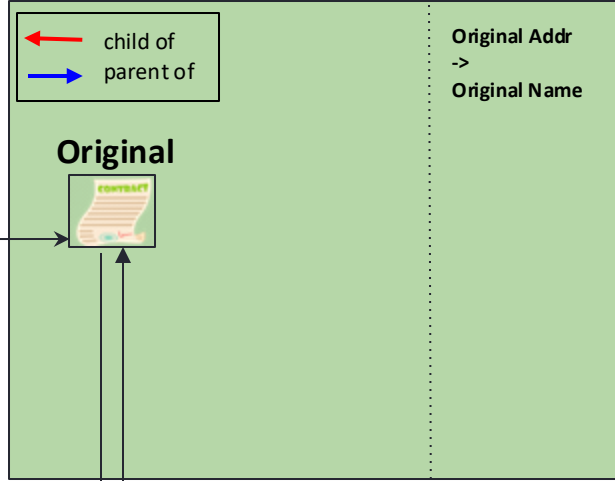 child of
parent of
Original Addr
->
Original Name
Original
CONTRACT